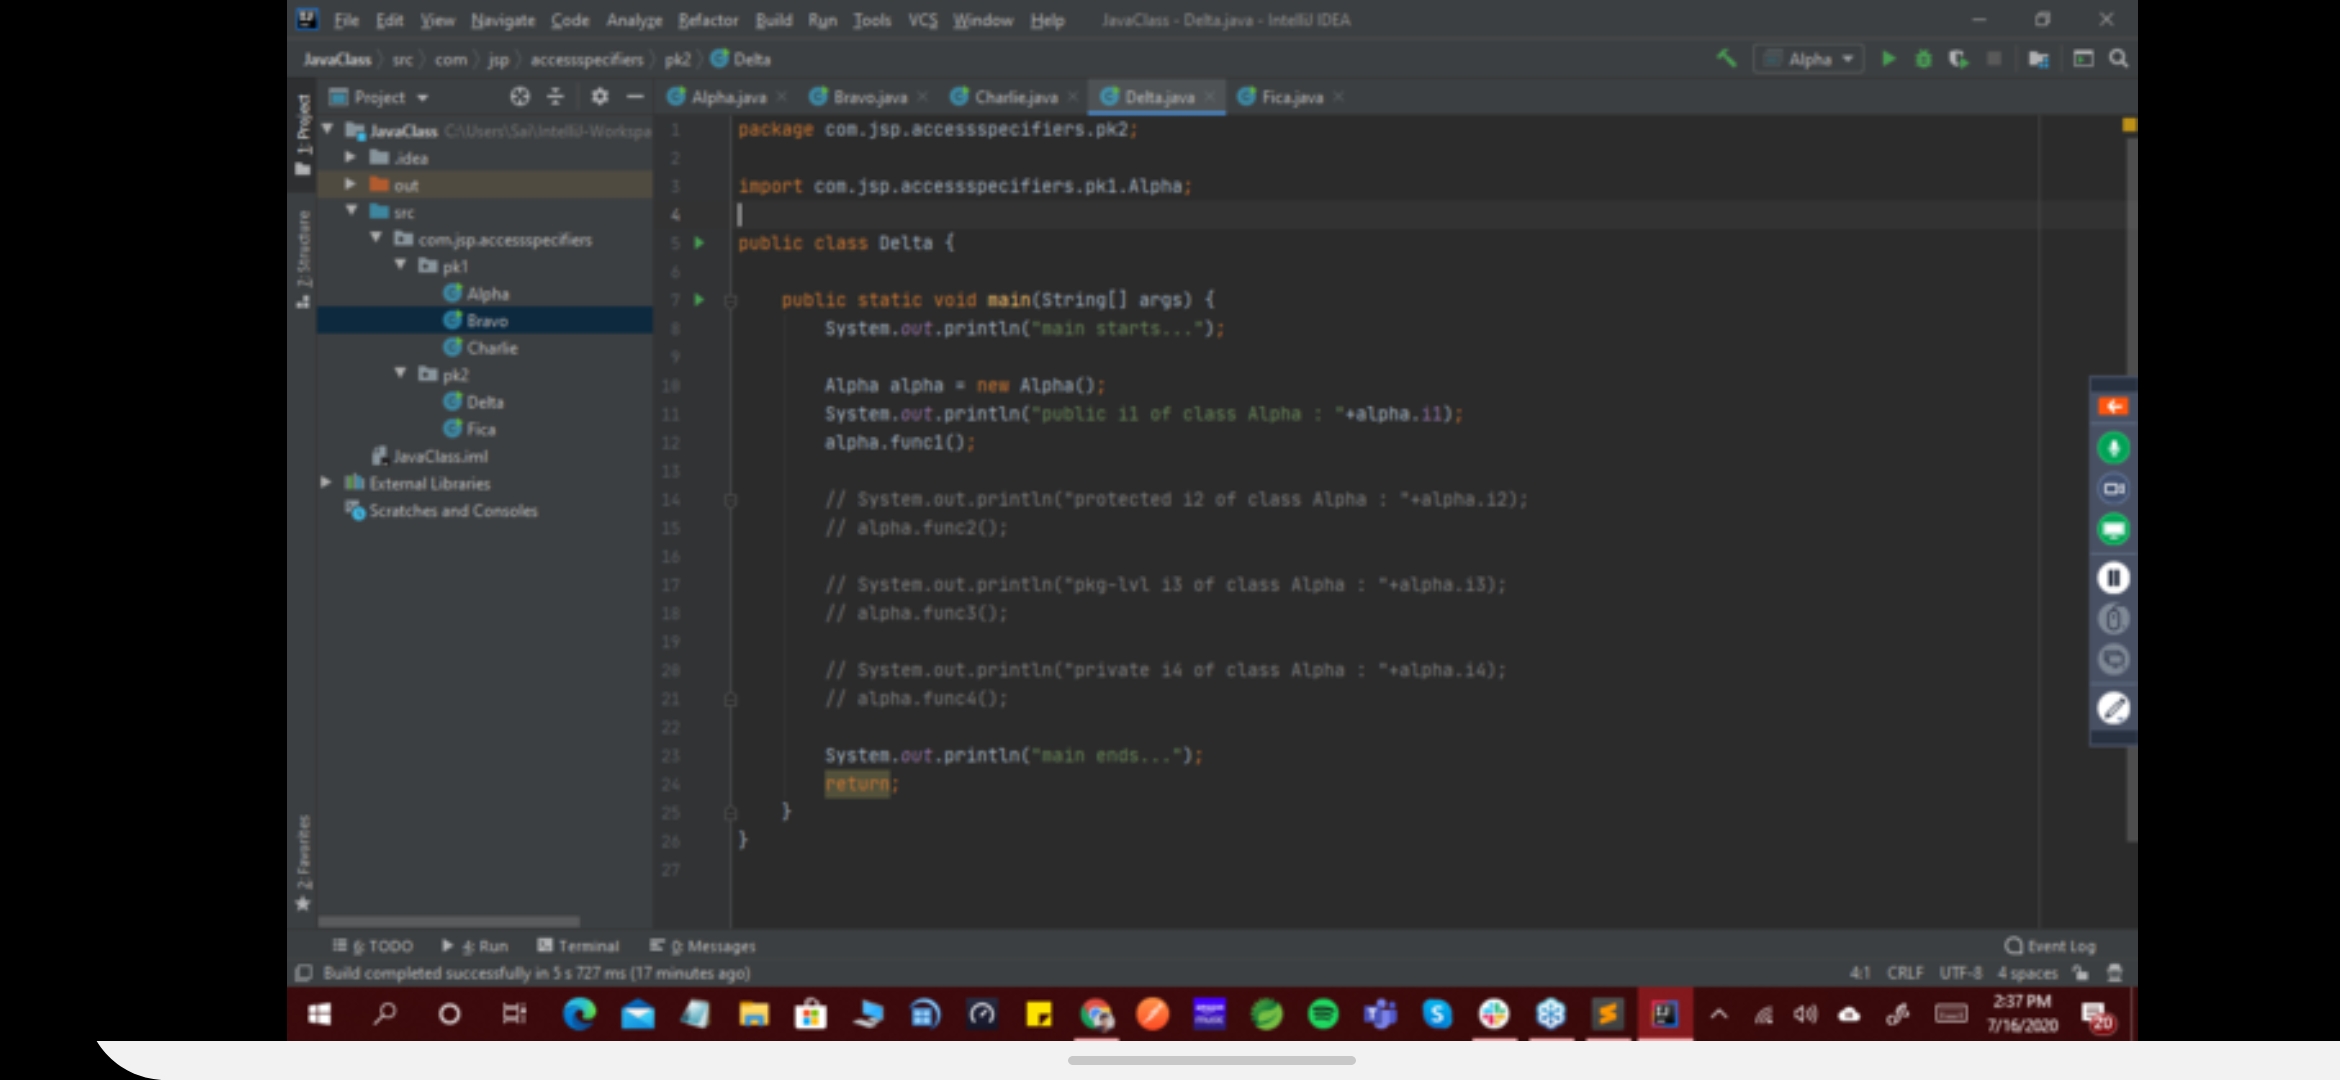 File Edit View Navigate Code Analyze Refactor Build Run Tools VCS Window Help JavaClass - Delta.java - IntelliJ IDEA
JavaClass src com jsp accessspecifiers pk2 Delta Alpha
Project Alpha.java Bravo.java Charlie.java Delta.java Fica.java
1: Project
Z: Structure
2: Favorites
JavaClass C:\Users\Sai\IntelliJ-Workspa
.idea
out
src
com.jsp.accessspecifiers
pk1
Alpha
Bravo
Charlie
pk2
Delta
Fica
JavaClass.iml
External Libraries
Scratches and Consoles
1 package com.jsp.accessspecifiers.pk2;
2
3 import com.jsp.accessspecifiers.pk1.Alpha;
4
5 public class Delta {
6
7 public static void main(String[] args) {
8 System.out.println("main starts...");
9
10 Alpha alpha = new Alpha();
11 System.out.println("public i1 of class Alpha : "+alpha.i1);
12 alpha.func1();
13
14 // System.out.println("protected i2 of class Alpha : "+alpha.i2);
15 // alpha.func2();
16
17 // System.out.println("pkg-lvl i3 of class Alpha : "+alpha.i3);
18 // alpha.func3();
19
20 // System.out.println("private i4 of class Alpha : "+alpha.i4);
21 // alpha.func4();
22
23 System.out.println("main ends...");
24 return;
25 }
26 }
27
6: TODO 4: Run Terminal 0: Messages Event Log
Build completed successfully in 5 s 727 ms (17 minutes ago) 4:1 CRLF UTF-8 4 spaces
amazon music
2:37 PM
7/16/2020
20